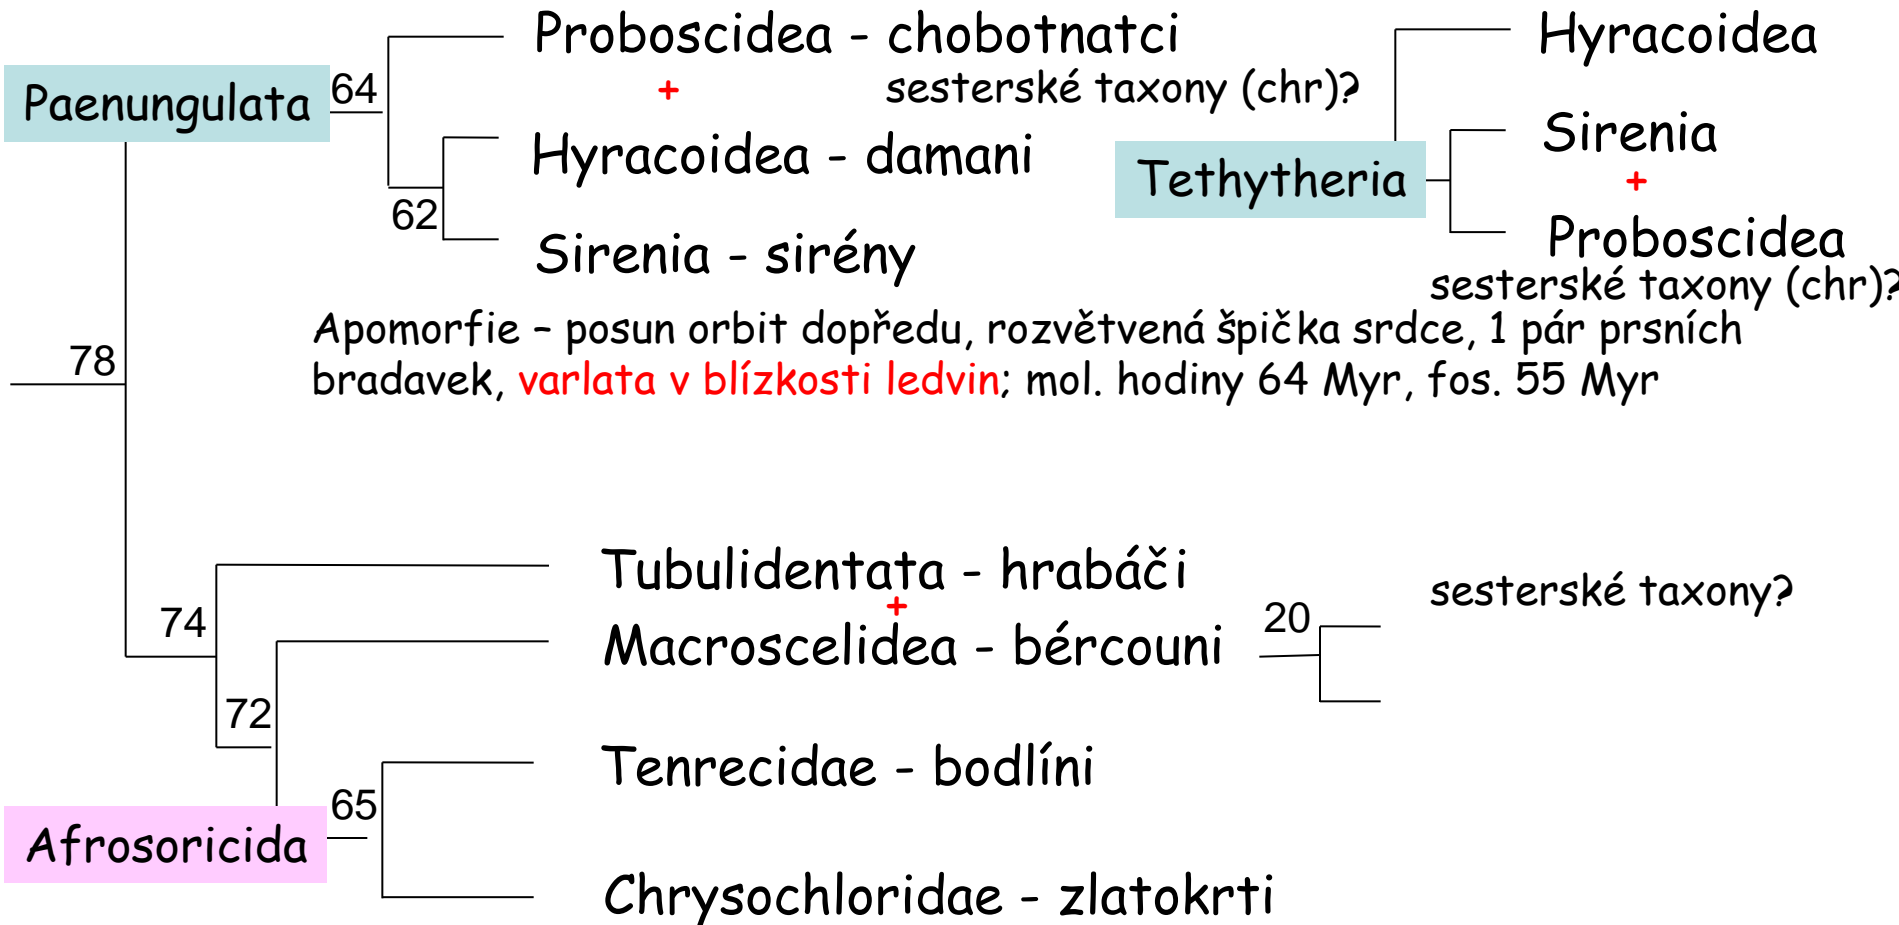 Proboscidea - chobotnatci
Hyracoidea
64
sesterské taxony (chr)?
Paenungulata
+
Sirenia
Hyracoidea - damani
Tethytheria
+
62
Sirenia - sirény
Proboscidea
sesterské taxony (chr)?
Apomorfie – posun orbit dopředu, rozvětvená špička srdce, 1 pár prsních
bradavek, varlata v blízkosti ledvin; mol. hodiny 64 Myr, fos. 55 Myr
78
Tubulidentata - hrabáči
sesterské taxony?
+
74
20
Macroscelidea - bércouni
72
Tenrecidae - bodlíni
65
Afrosoricida
Chrysochloridae - zlatokrti